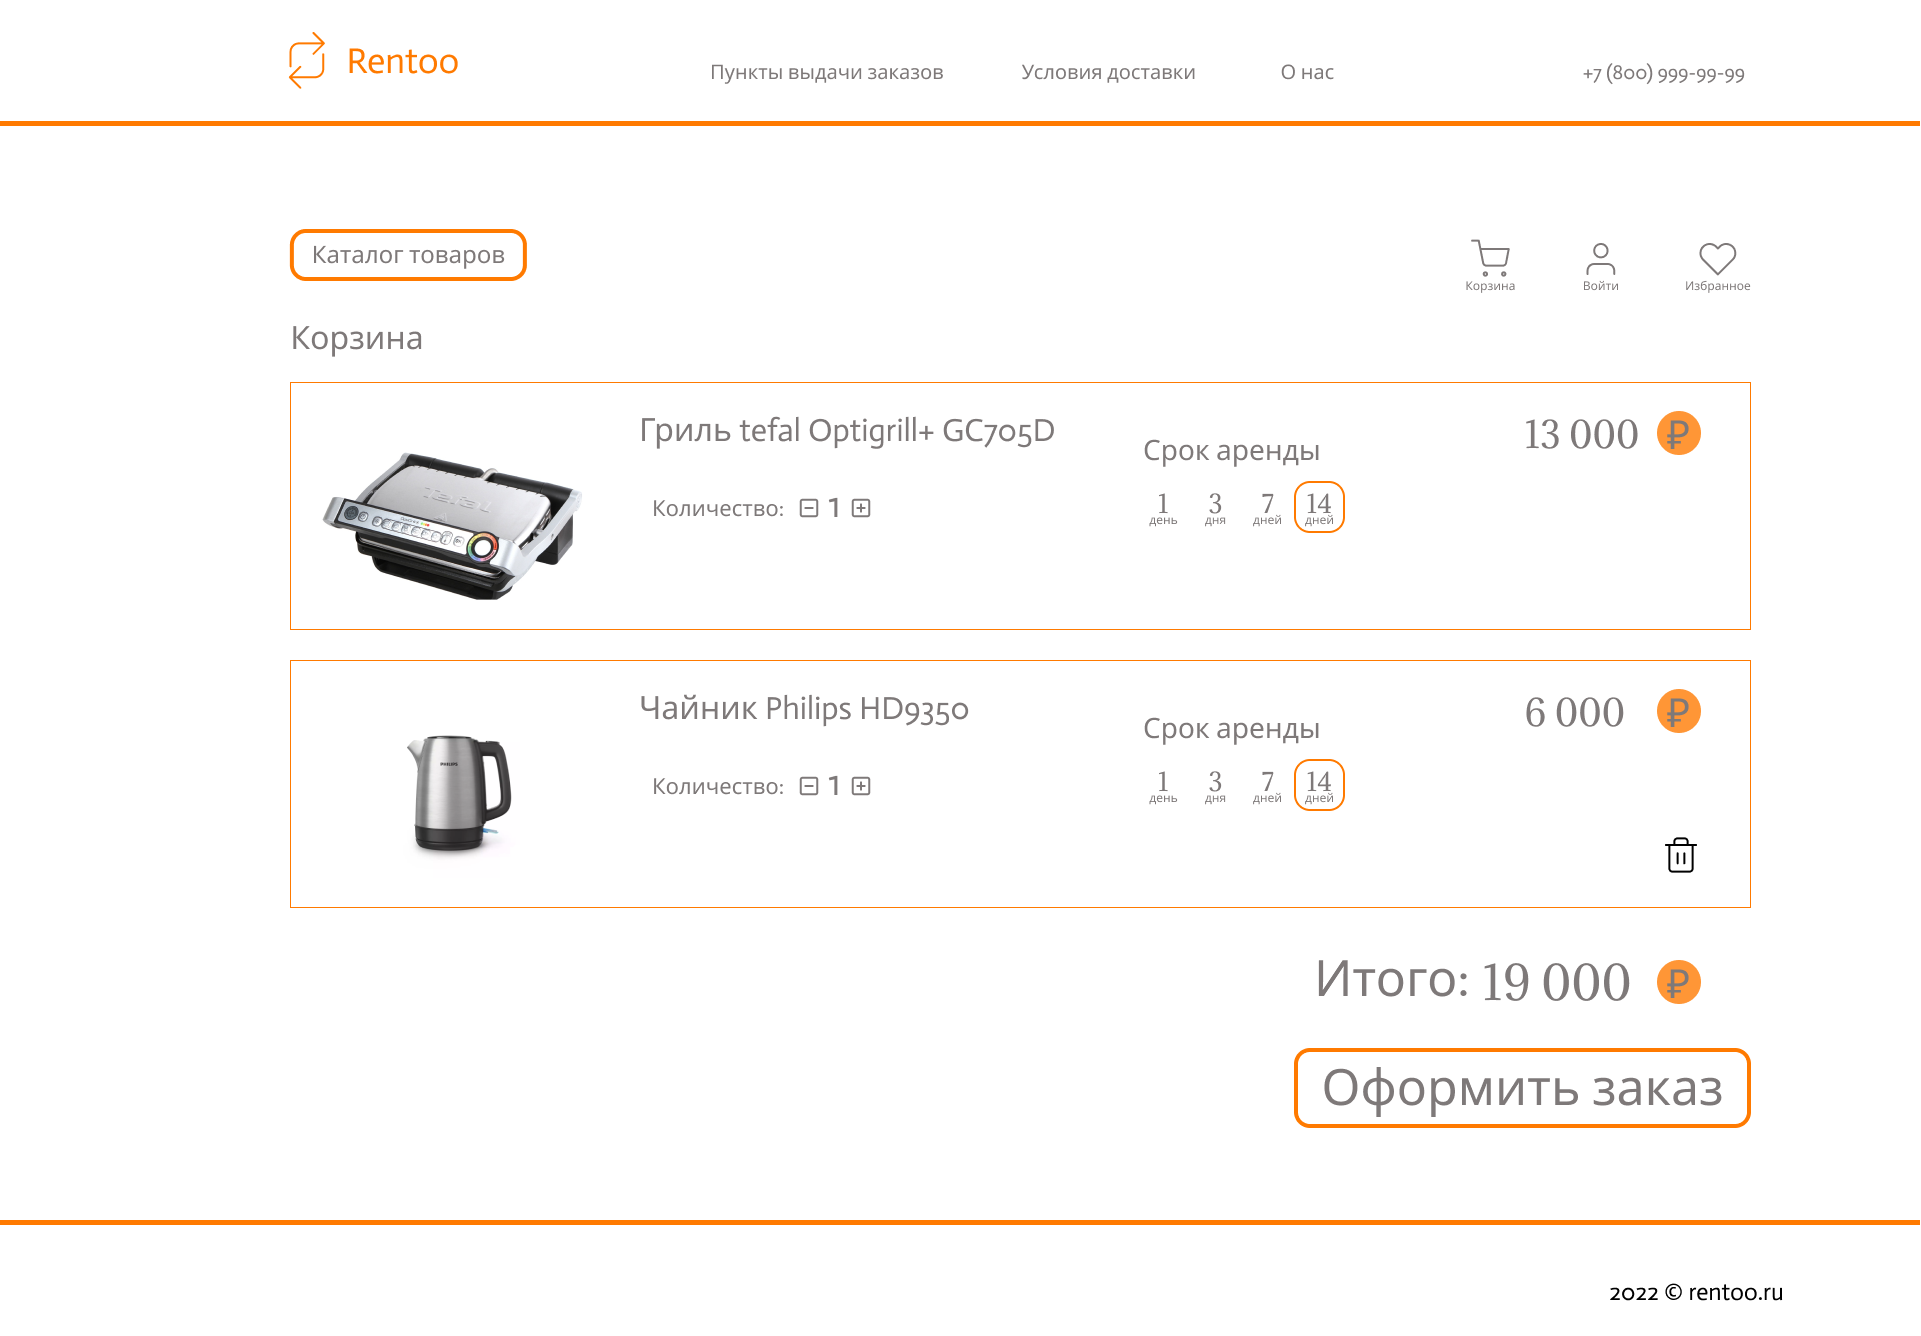 Rentoo
Пункты выдачи заказов
Условия доставки
О нас
+7 (800) 999-99-99
Каталог товаров
Корзина
Войти
Избранное
Корзина
Гриль tefal Optigrill+ GC705D
Срок аренды
13 000 ₽
Количество: 1
1 день
3 дня
7 дней
14 дней
Tefal
Чайник Philips HD9350
Срок аренды
6 000 ₽
Количество: 1
1 день
3 дня
7 дней
14 дней
PHILIPS
Итого: 19 000 ₽
Оформить заказ
2022 © rentoo.ru